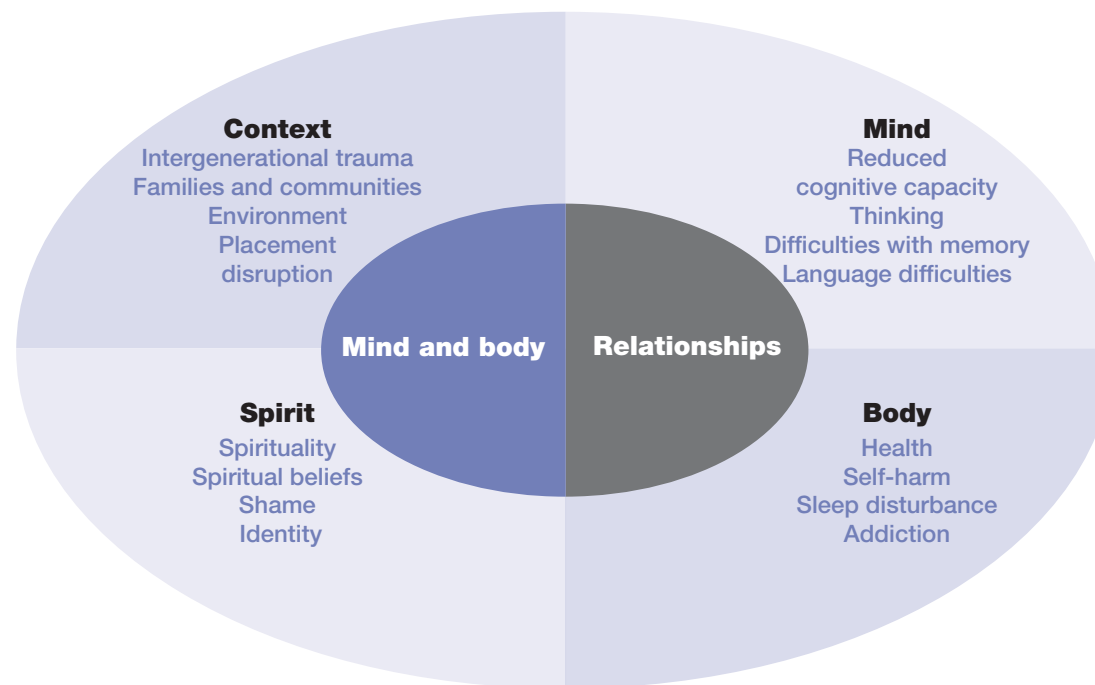 Context
Intergenerational trauma
Families and communities
Environment
Placement
disruption
Mind
Reduced
cognitive capacity
Thinking
Difficulties with memory
Language difficulties
Mind and body
Relationships
Spirit
Spirituality
Spiritual beliefs
Shame
Identity
Body
Health
Self-harm
Sleep disturbance
Addiction